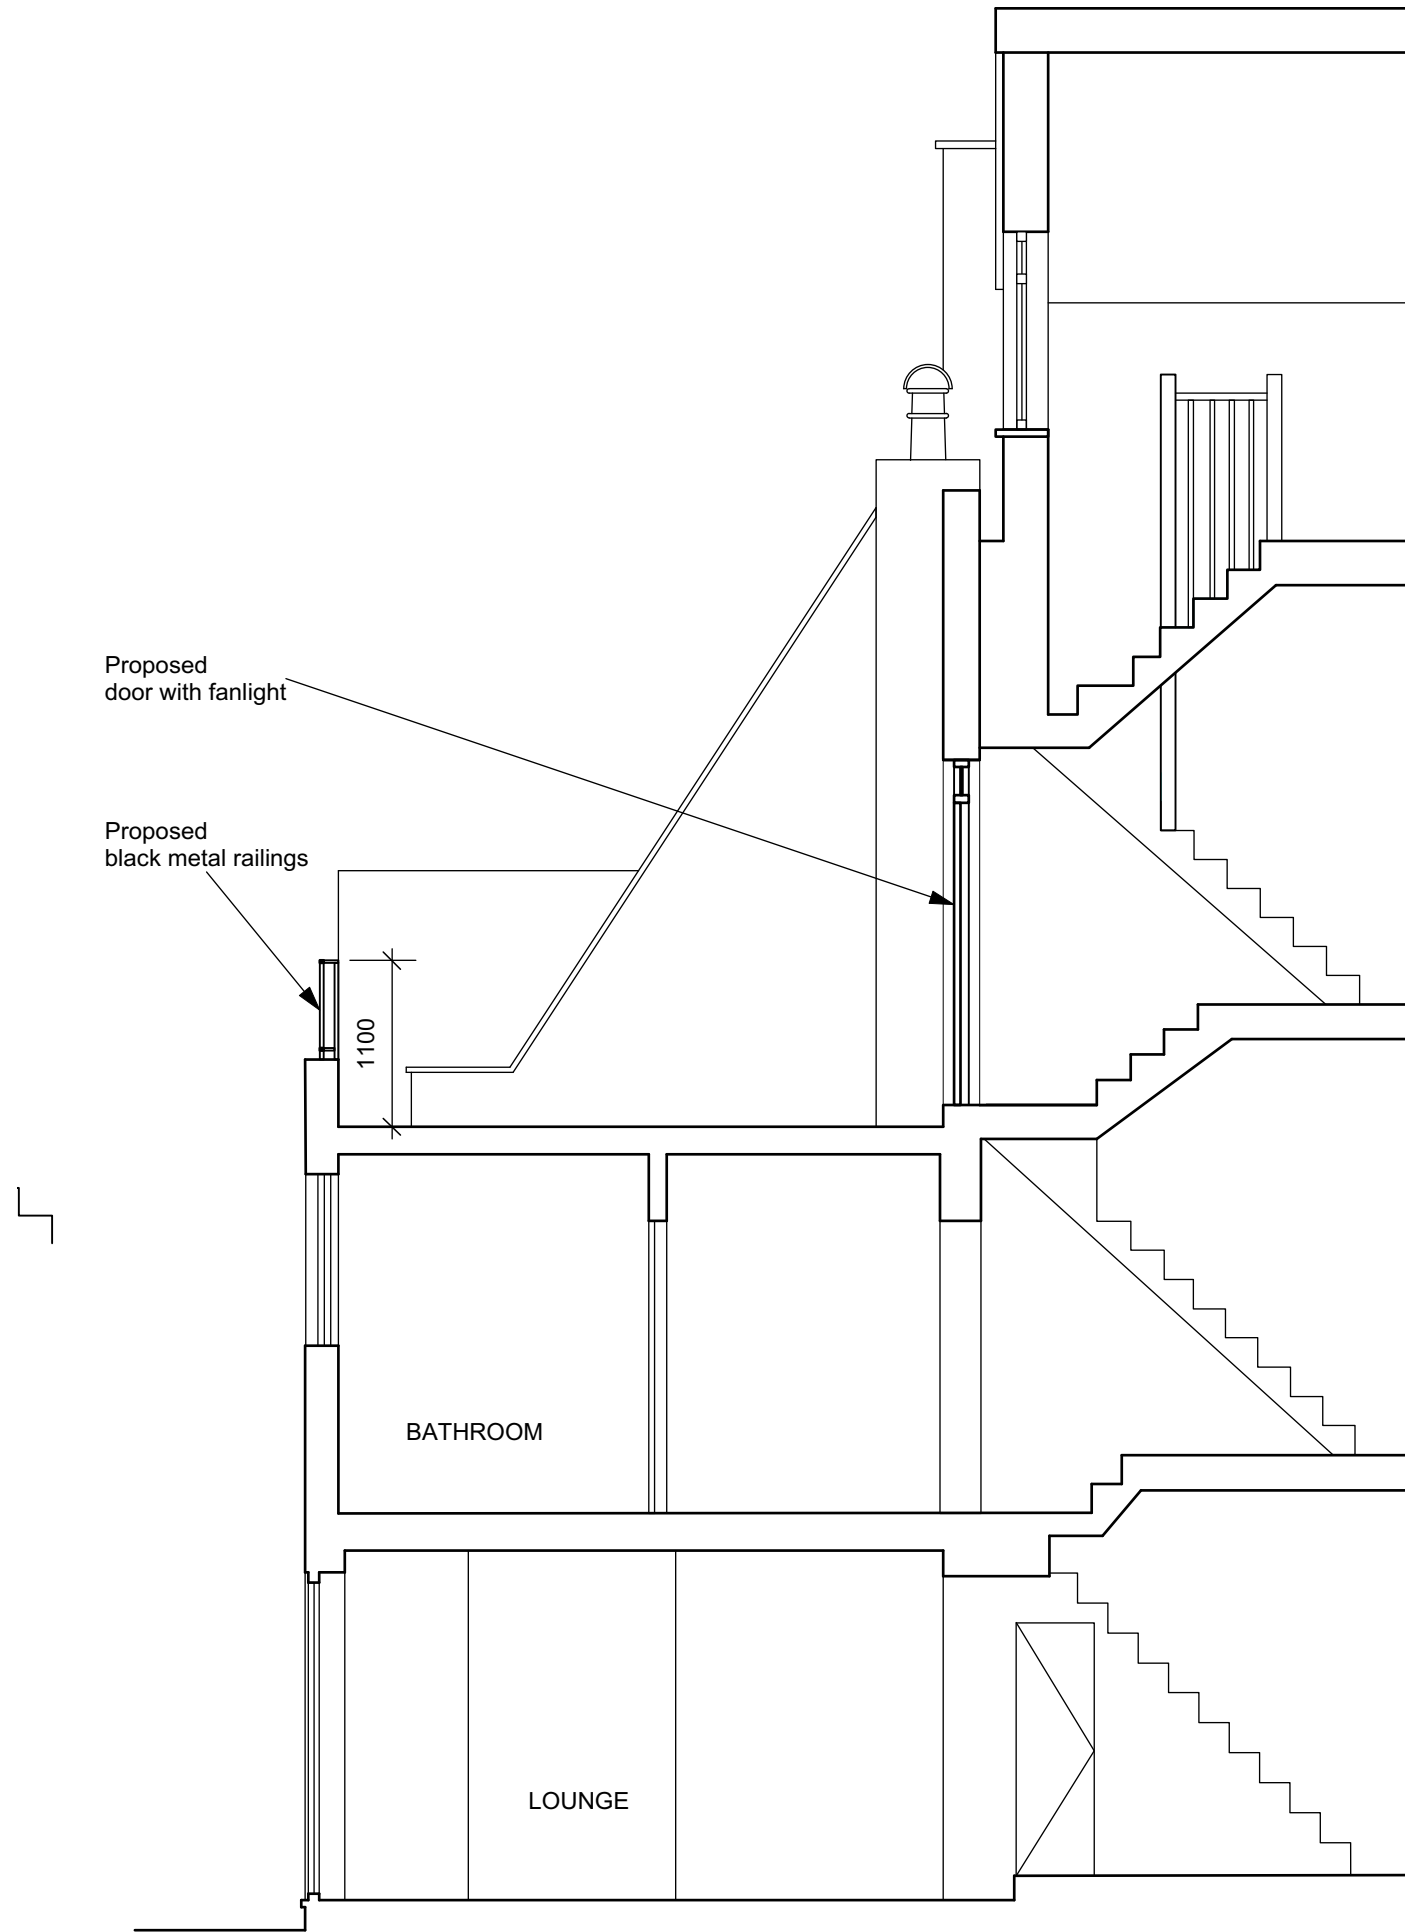 Proposed
door with fanlight
Proposed
black metal railings
1100
BATHROOM
LOUNGE